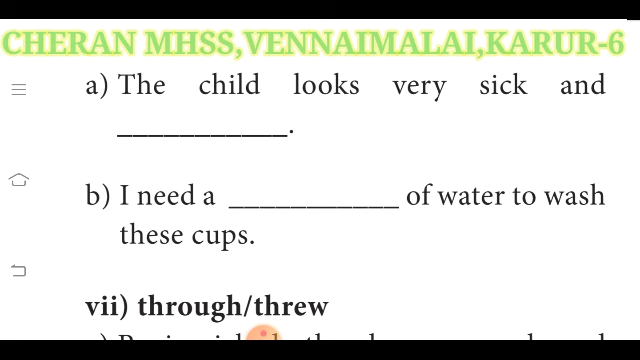 CHERAN MHSS,VENNAIMALAI,KARUR-6
a) The child looks very sick and
___________.
b) I need a ___________ of water to wash
these cups.
vii) through/threw